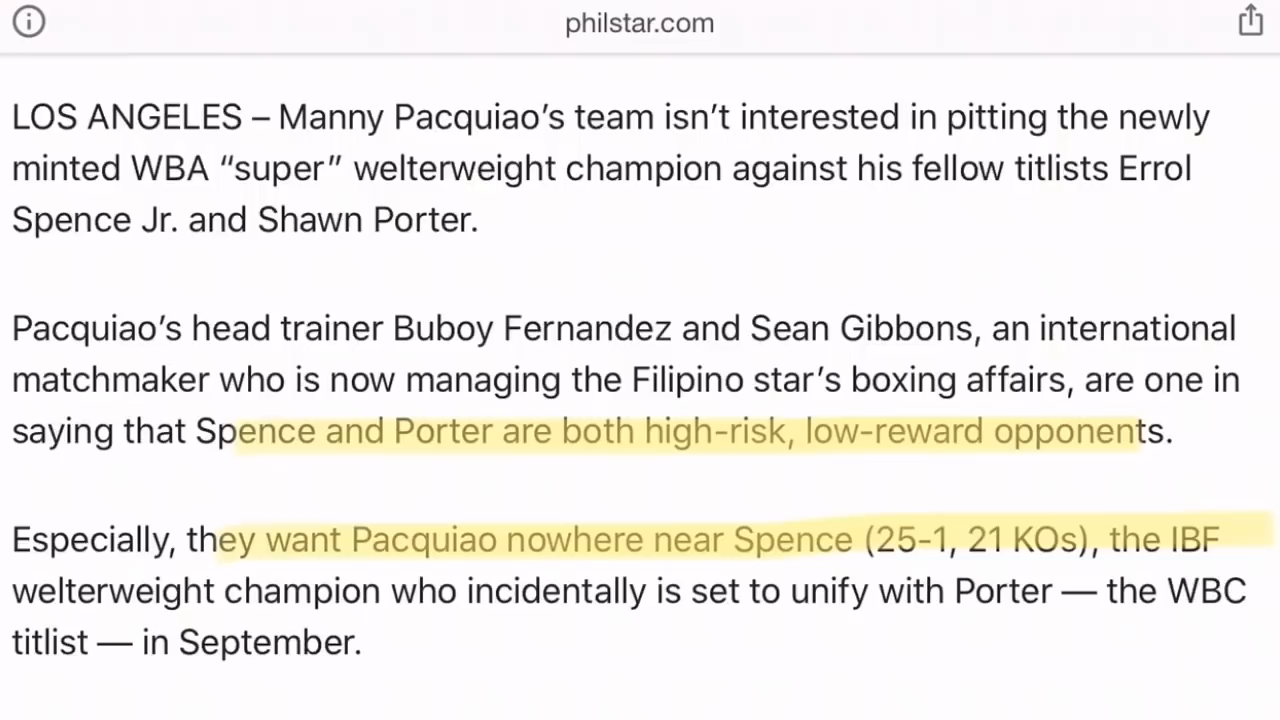 philstar.com
LOS ANGELES – Manny Pacquiao’s team isn’t interested in pitting the newly
minted WBA “super” welterweight champion against his fellow titlists Errol
Spence Jr. and Shawn Porter.
Pacquiao’s head trainer Buboy Fernandez and Sean Gibbons, an international
matchmaker who is now managing the Filipino star’s boxing affairs, are one in
saying that Spence and Porter are both high-risk, low-reward opponents.
Especially, they want Pacquiao nowhere near Spence (25-1, 21 KOs), the IBF
welterweight champion who incidentally is set to unify with Porter — the WBC
titlist — in September.